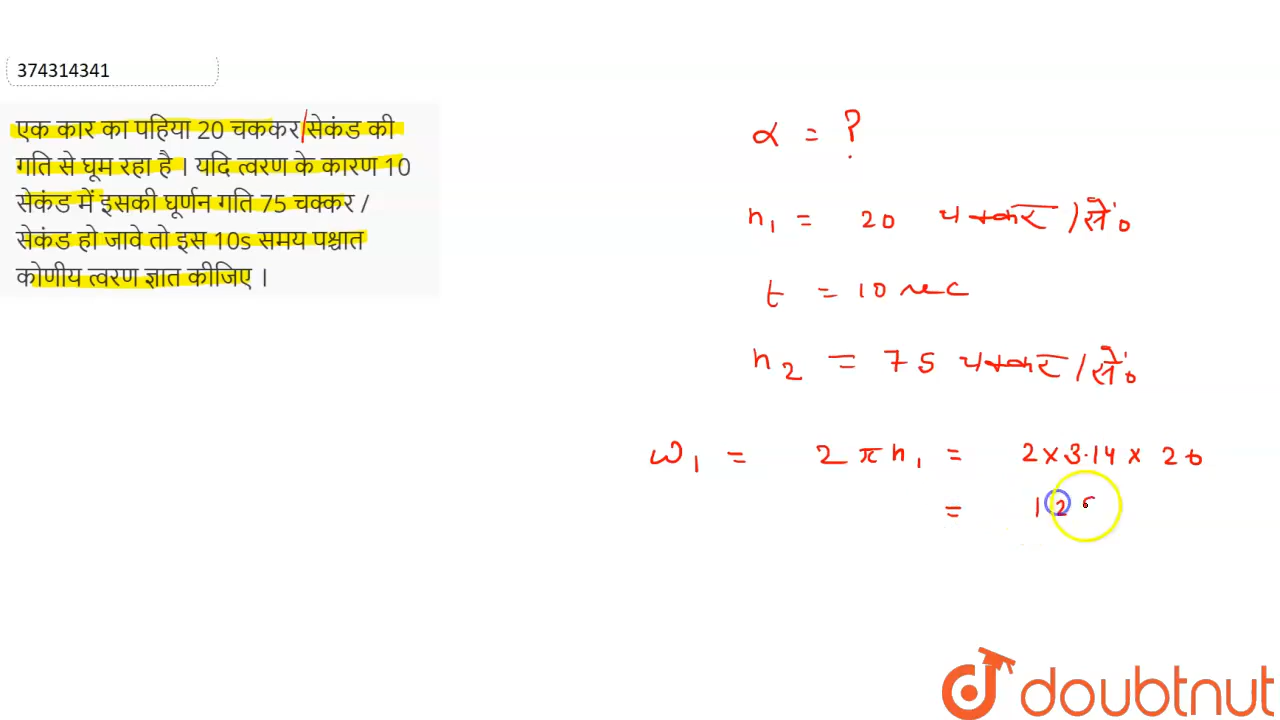 374314341
एक कार का पहिया 20 चककर/सेकंड की
गति से घूम रहा है । यदि त्वरण के कारण 10
सेकंड में इसकी घूर्णन गति 75 चक्कर /
सेकंड हो जावे तो इस 10s समय पश्चात
कोणीय त्वरण ज्ञात कीजिए ।
α = ?
n₁ = 20 चक्कर/से०
t = 10 sec
n₂ = 75 चक्कर/से०
ω₁ = 2πn₁ = 2×3.14×20
= 12
doubtnut